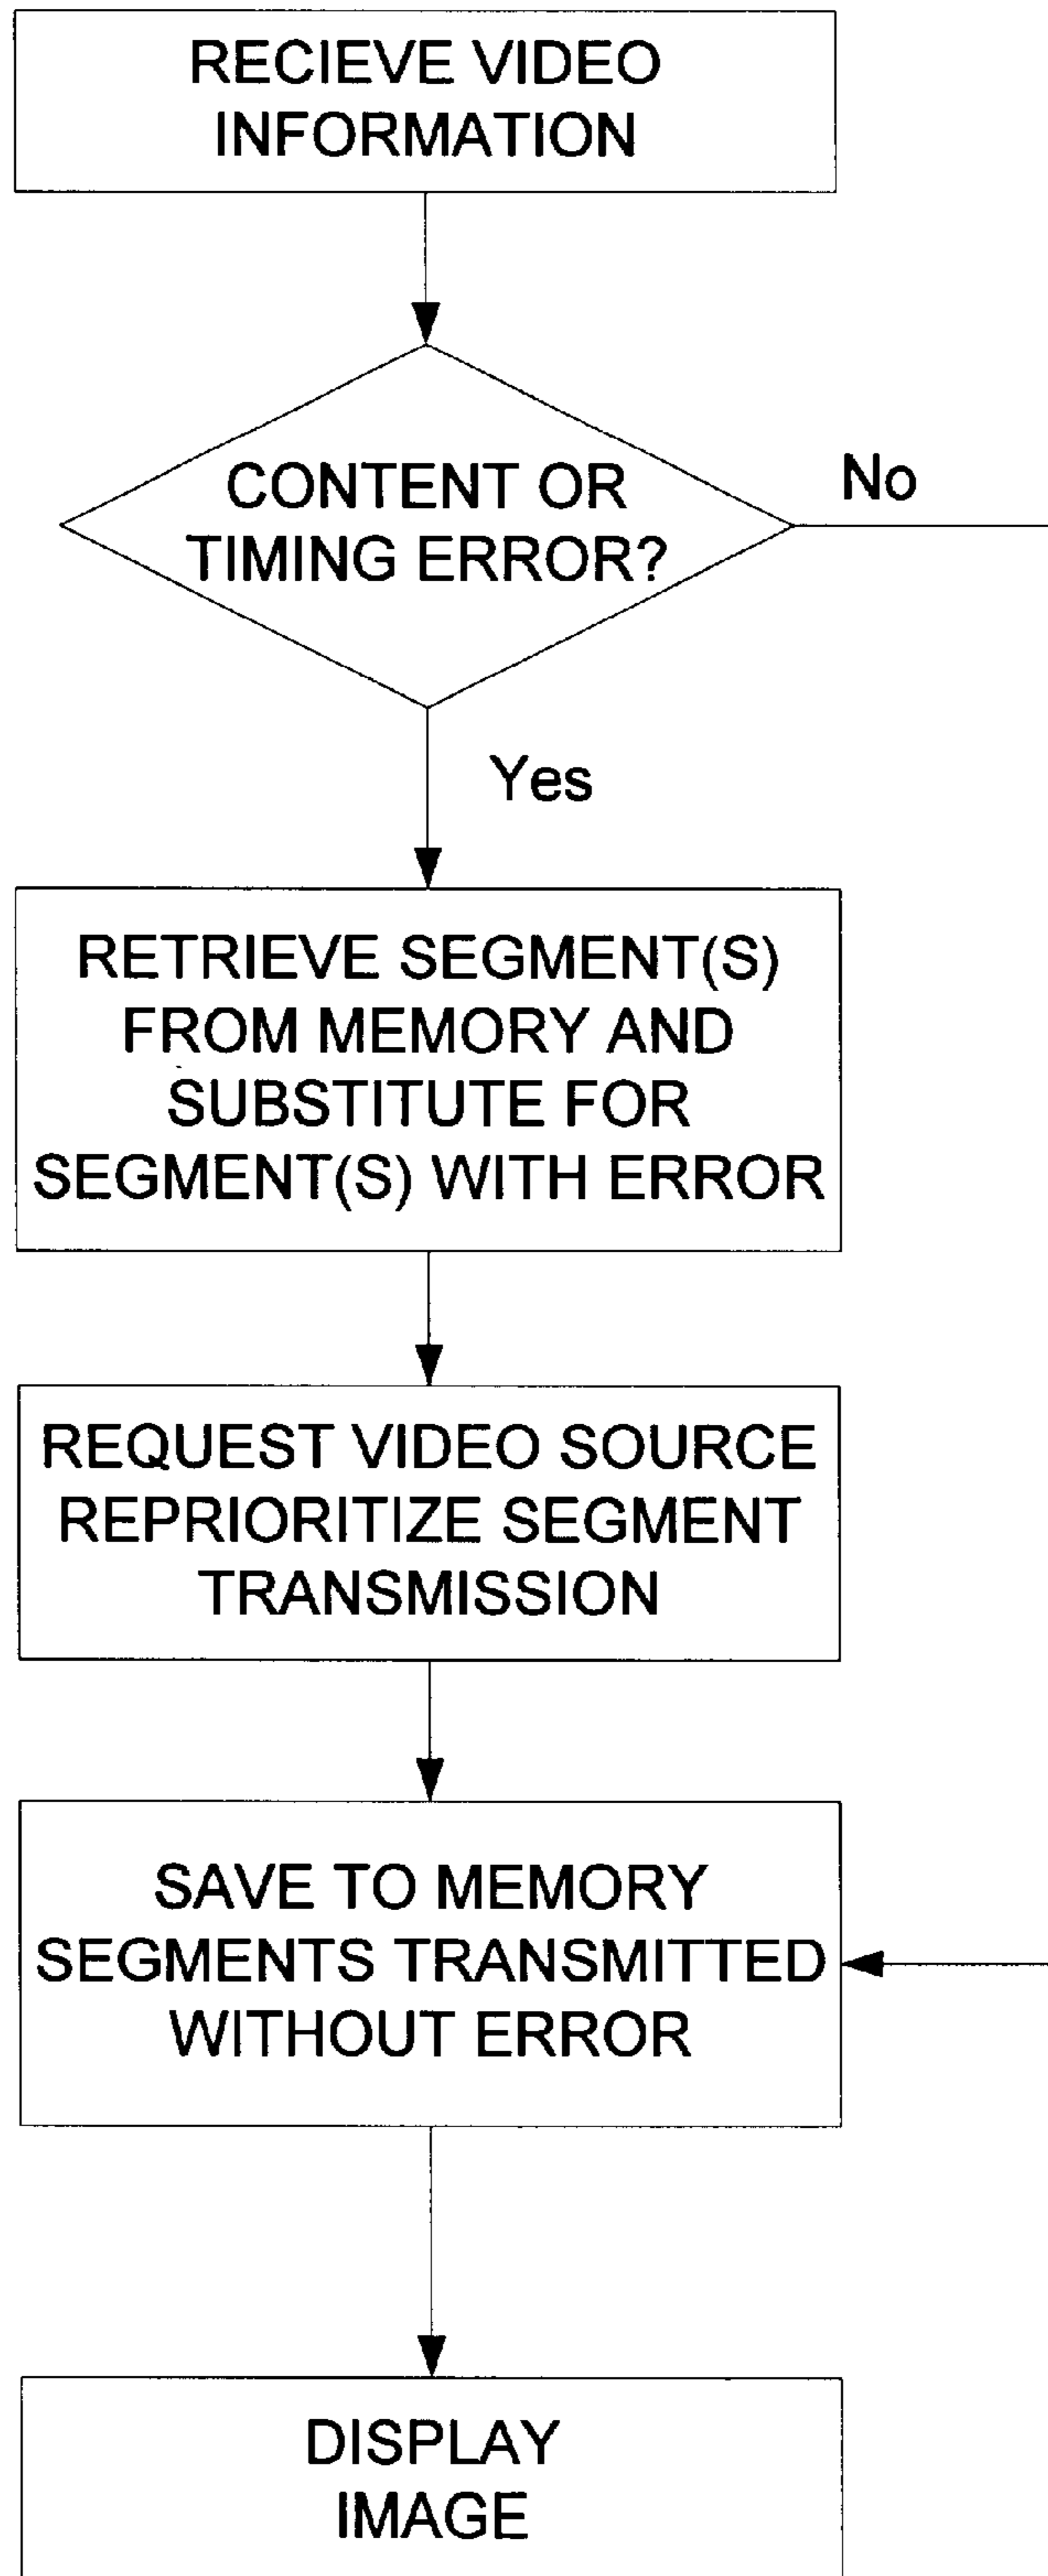 RECIEVE VIDEO
INFORMATION
CONTENT OR
TIMING ERROR?
No
Yes
RETRIEVE SEGMENT(S)
FROM MEMORY AND
SUBSTITUTE FOR
SEGMENT(S) WITH ERROR
REQUEST VIDEO SOURCE
REPRIORITIZE SEGMENT
TRANSMISSION
SAVE TO MEMORY
SEGMENTS TRANSMITTED
WITHOUT ERROR
DISPLAY
IMAGE